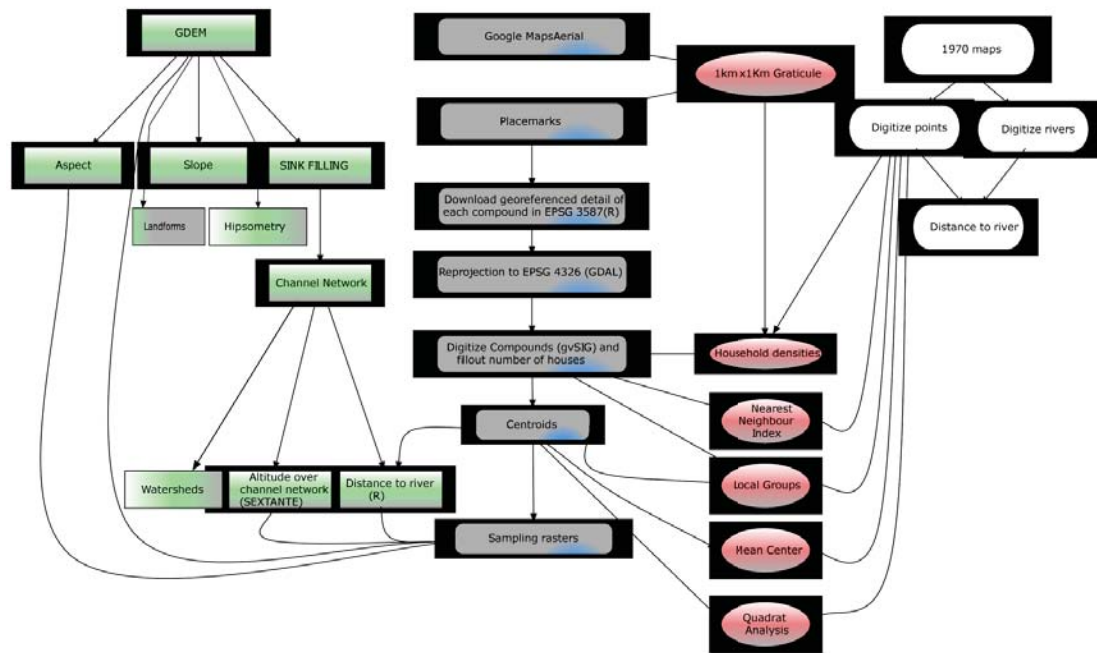 GDEM
Google MapsAerial
1km x1Km Graticule
1970 maps
Placemarks
Digitize points
Digitize rivers
Aspect
Slope
SINK FILLING
Download georeferenced detail of
each compound in EPSG 3587(R)
Landforms
Hipsometry
Distance to river
Channel Network
Reprojection to EPSG 4326 (GDAL)
Digitize Compounds (gvSIG) and
fillout number of houses
Household densities
Nearest
Neighbour
Index
Centroids
Watersheds
Altitude over
channel network
(SEXTANTE)
Distance to river
(R)
Local Groups
Sampling rasters
Mean Center
Quadrat
Analysis